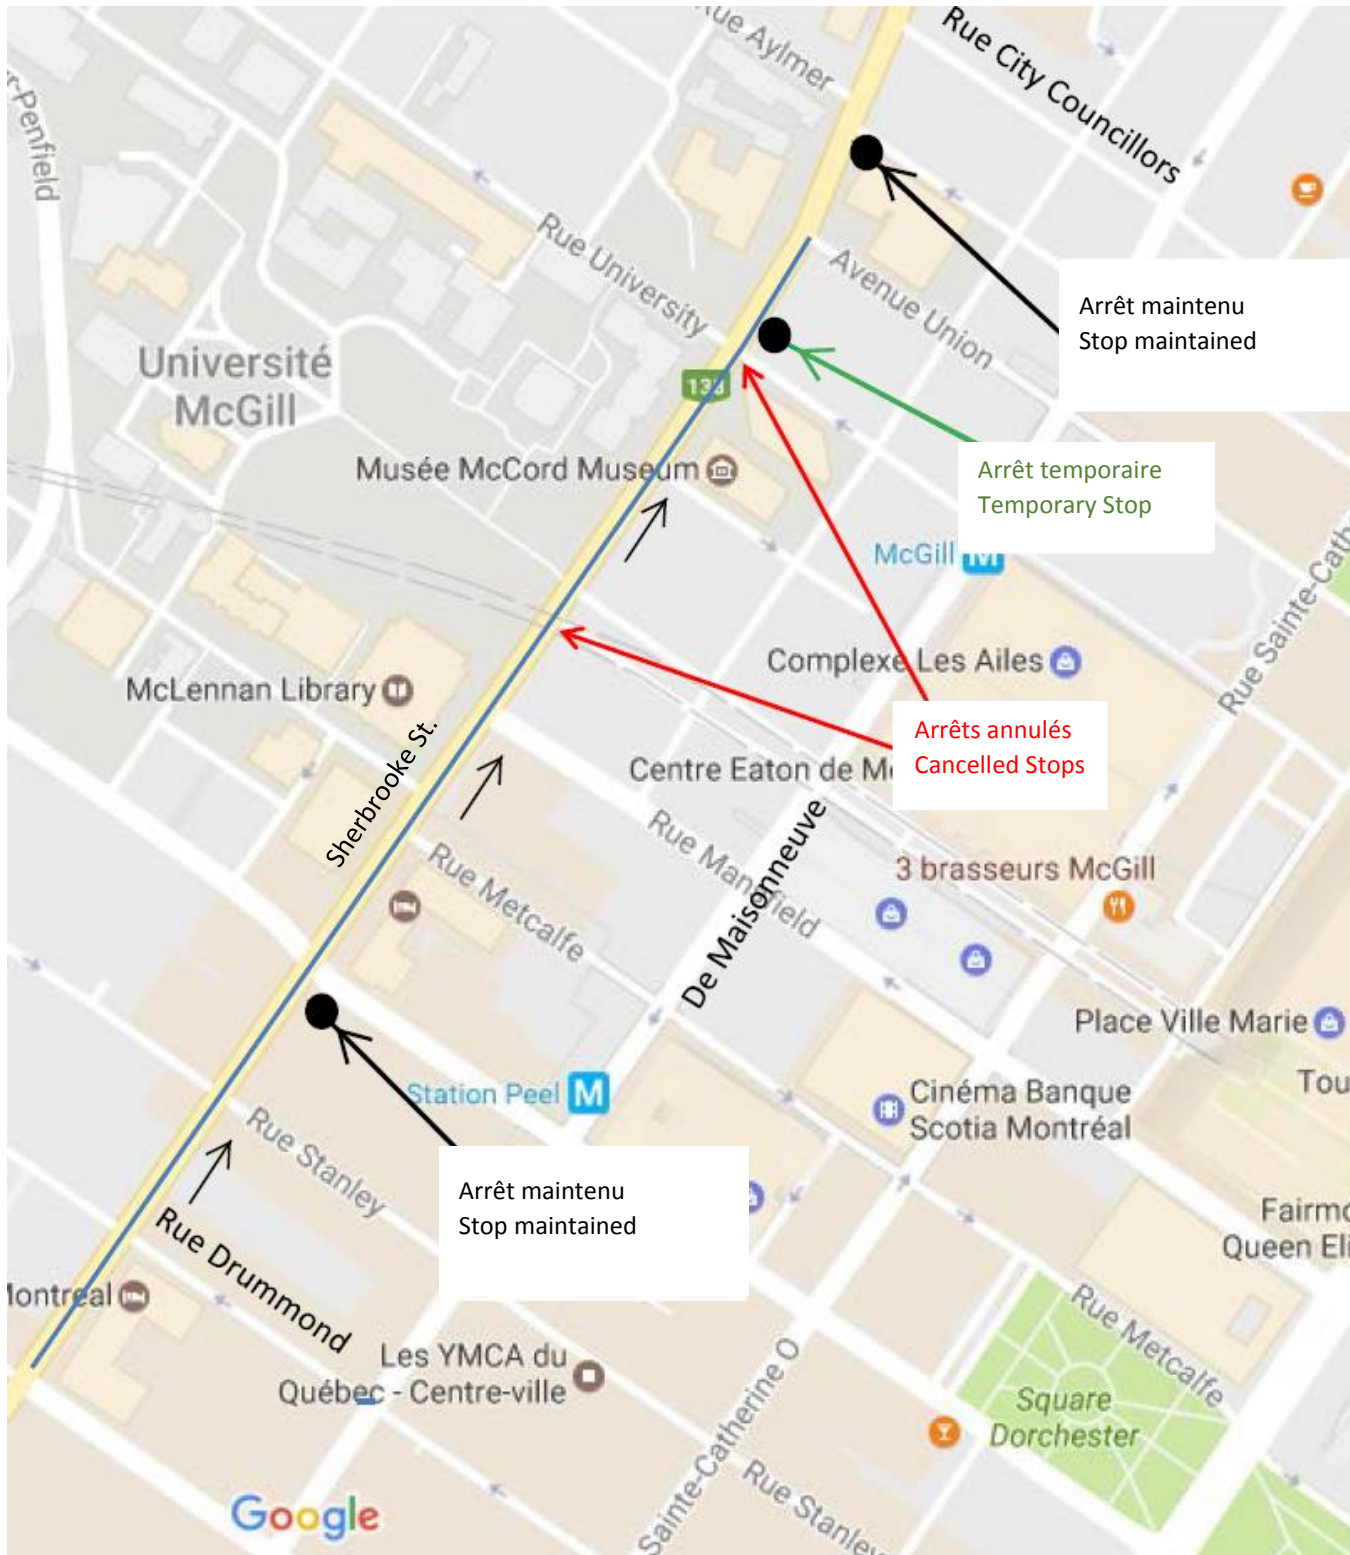 Rue Aylmer
Rue City Councillors
Penfield
Rue University
Avenue Union
Arrêt maintenu
Stop maintained
Université
McGill
133
Musée McCord Museum
Arrêt temporaire
Temporary Stop
McGill
Rue Sainte-Cath
Complexe Les Ailes
McLennan Library
Arrêts annulés
Cancelled Stops
Sherbrooke St.
Centre Eaton de M
Rue Mansfield
De Maisonneuve
3 brasseurs McGill
Rue Metcalfe
Place Ville Marie
Tou
Station Peel M
Cinéma Banque
Scotia Montréal
Rue Stanley
Arrêt maintenu
Stop maintained
Rue Drummond
Fairmo
Queen Eli
Montreal
Rue Metcalfe
Les YMCA du
Québec - Centre-ville
Square
Dorchester
Sainte-Catherine O
Rue Stanley
Google